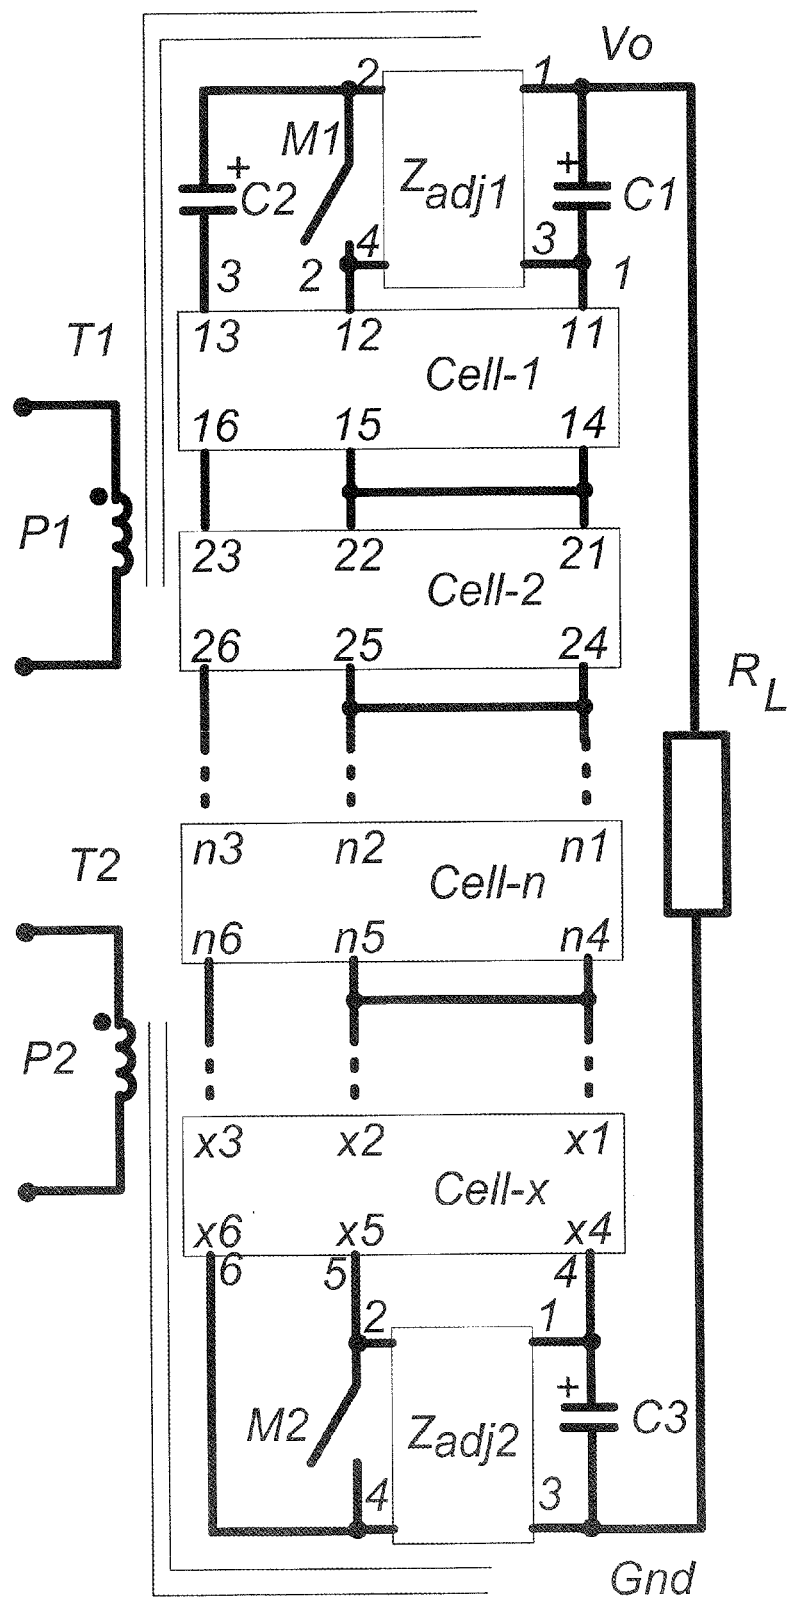 Vo
2 1
M1
+ +
C2 Zadj1 C1
4 3
3 2 1
T1
13 12 11
Cell-1
16 15 14
P1
23 22 21
Cell-2
26 25 24
RL
T2
n3 n2 n1
Cell-n
n6 n5 n4
P2
x3 x2 x1
Cell-x
x6 x5 x4
6 5 4
2 1
+
M2 Zadj2 C3
4 3
Gnd